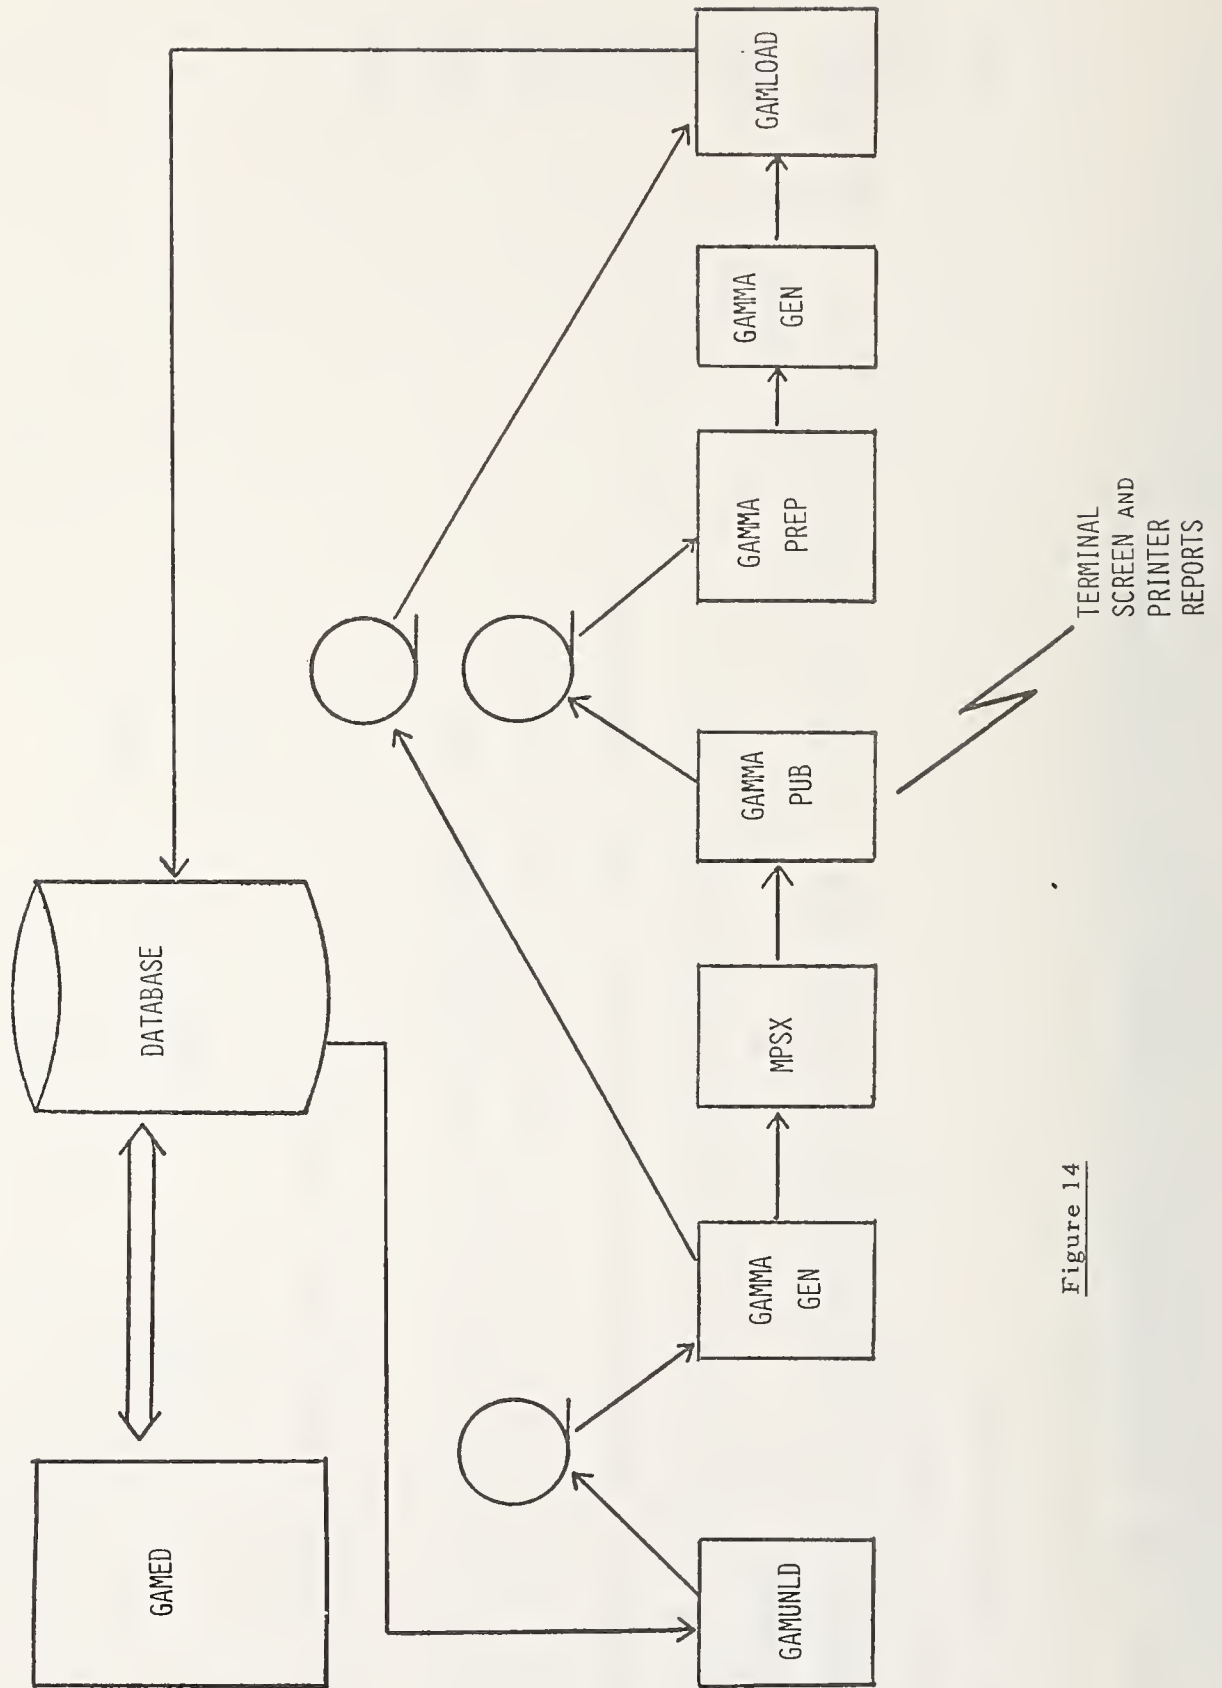 GAMED
DATABASE
GAMUNLD
GAMMA
GEN
MPSX
GAMMA
PUB
GAMMA
PREP
GAMMA
GEN
GAMLOAD
TERMINAL
SCREEN AND
PRINTER
REPORTS
Figure 14